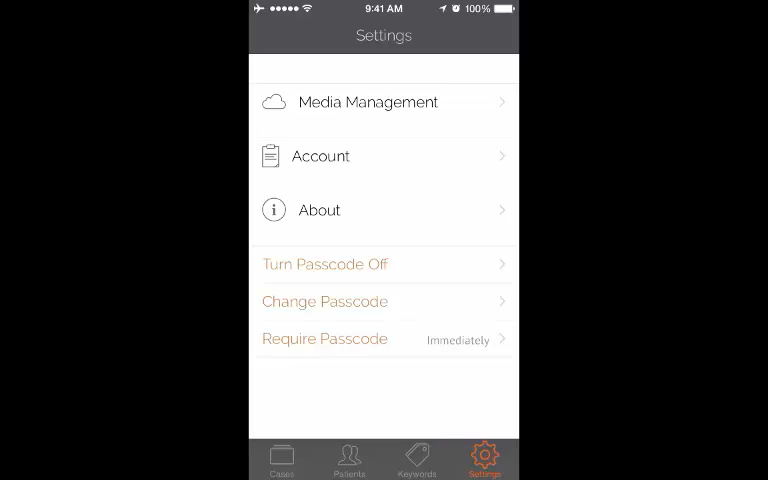 9:41 AM 100%
Settings
Media Management
Account
About
Turn Passcode Off
Change Passcode
Require Passcode Immediately
Cases Patients Keywords Settings